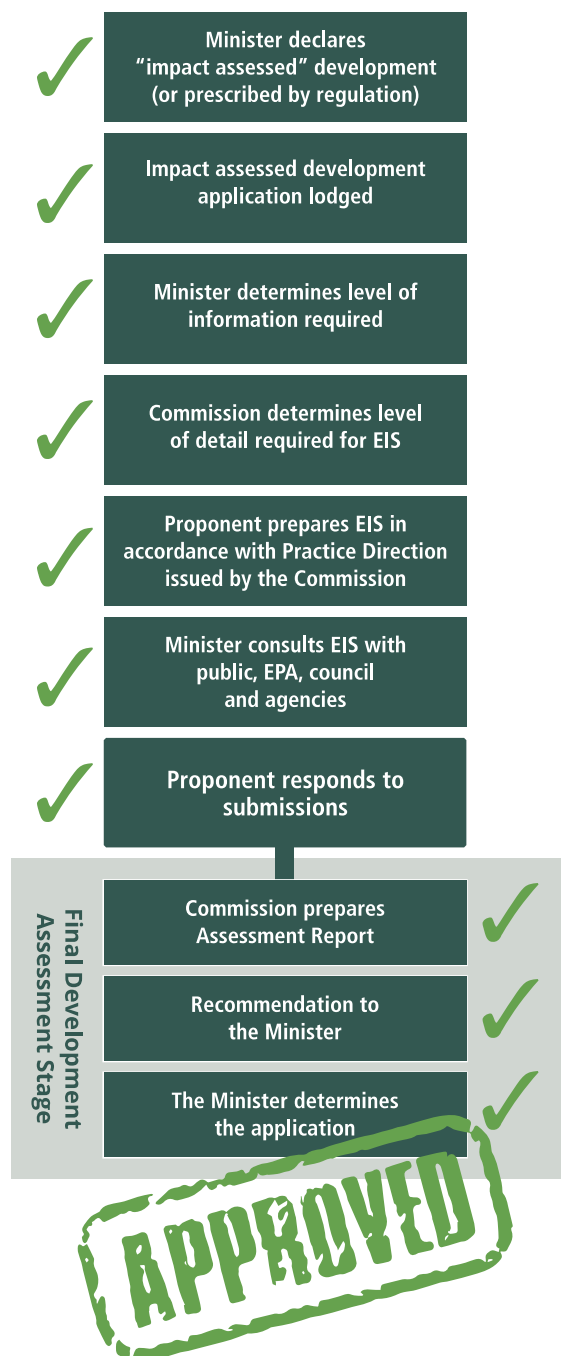 Minister declares
“impact assessed” development
(or prescribed by regulation)
Impact assessed development
application lodged
Minister determines level of
information required
Commission determines level
of detail required for EIS
Proponent prepares EIS in
accordance with Practice Direction
issued by the Commission
Minister consults EIS with
public, EPA, council
and agencies
Proponent responds to
submissions
Final Development
Assessment Stage
Commission prepares
Assessment Report
Recommendation to
the Minister
The Minister determines
the application
APPROVED